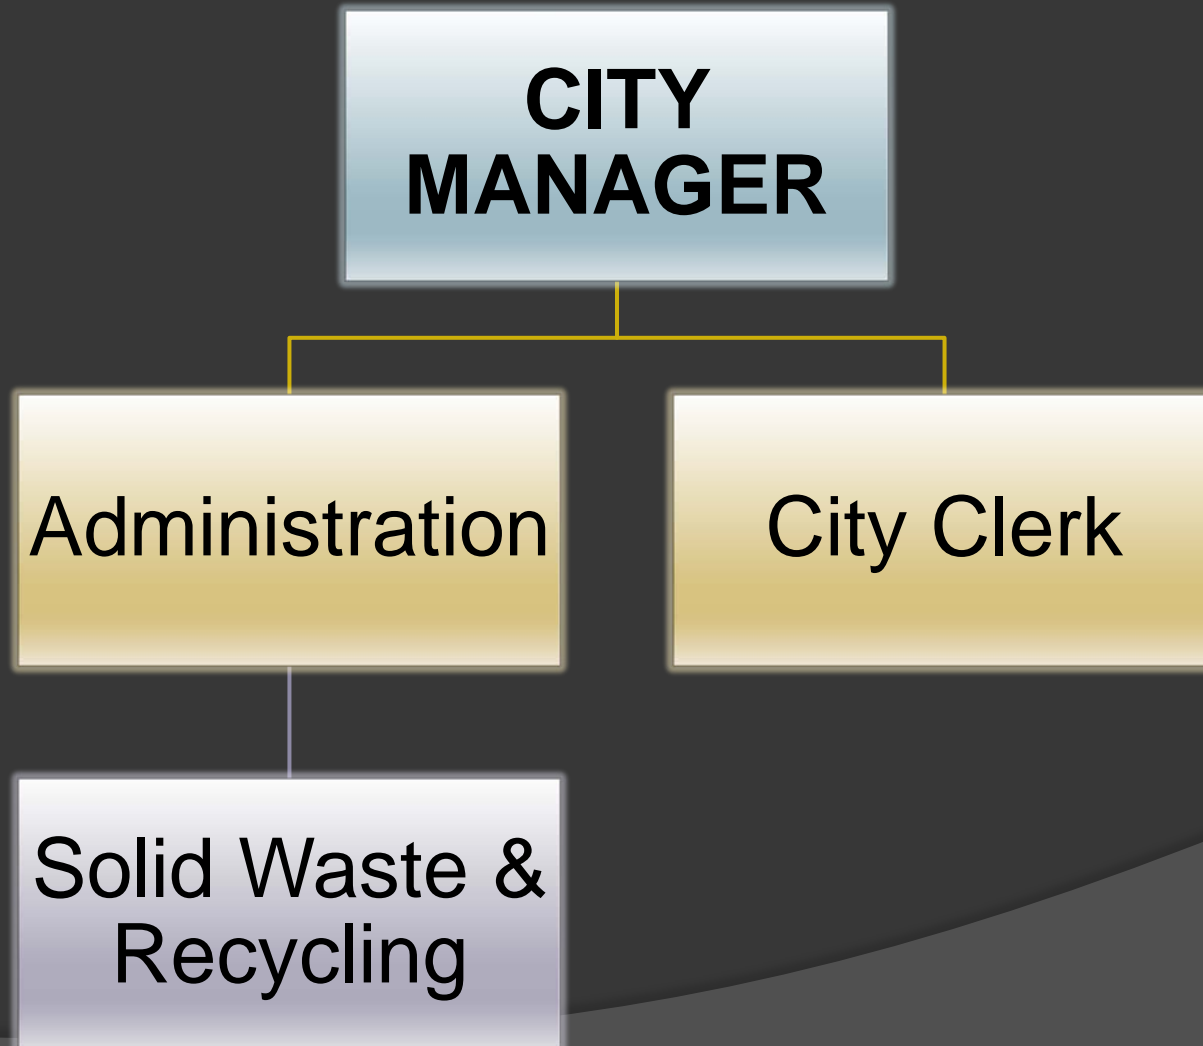 CITY
MANAGER
Administration
City Clerk
Solid Waste &
Recycling